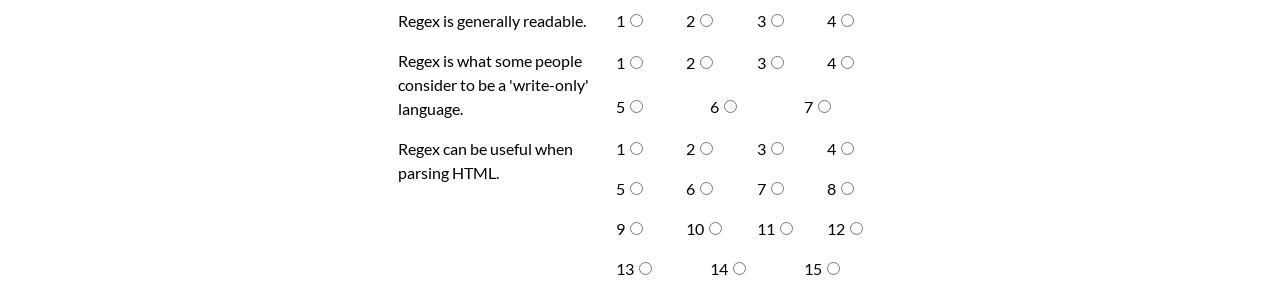 Regex is generally readable. 1 2 3 4
Regex is what some people 1 2 3 4
consider to be a 'write-only'
language. 5 6 7
Regex can be useful when 1 2 3 4
parsing HTML.
5 6 7 8
9 10 11 12
13 14 15